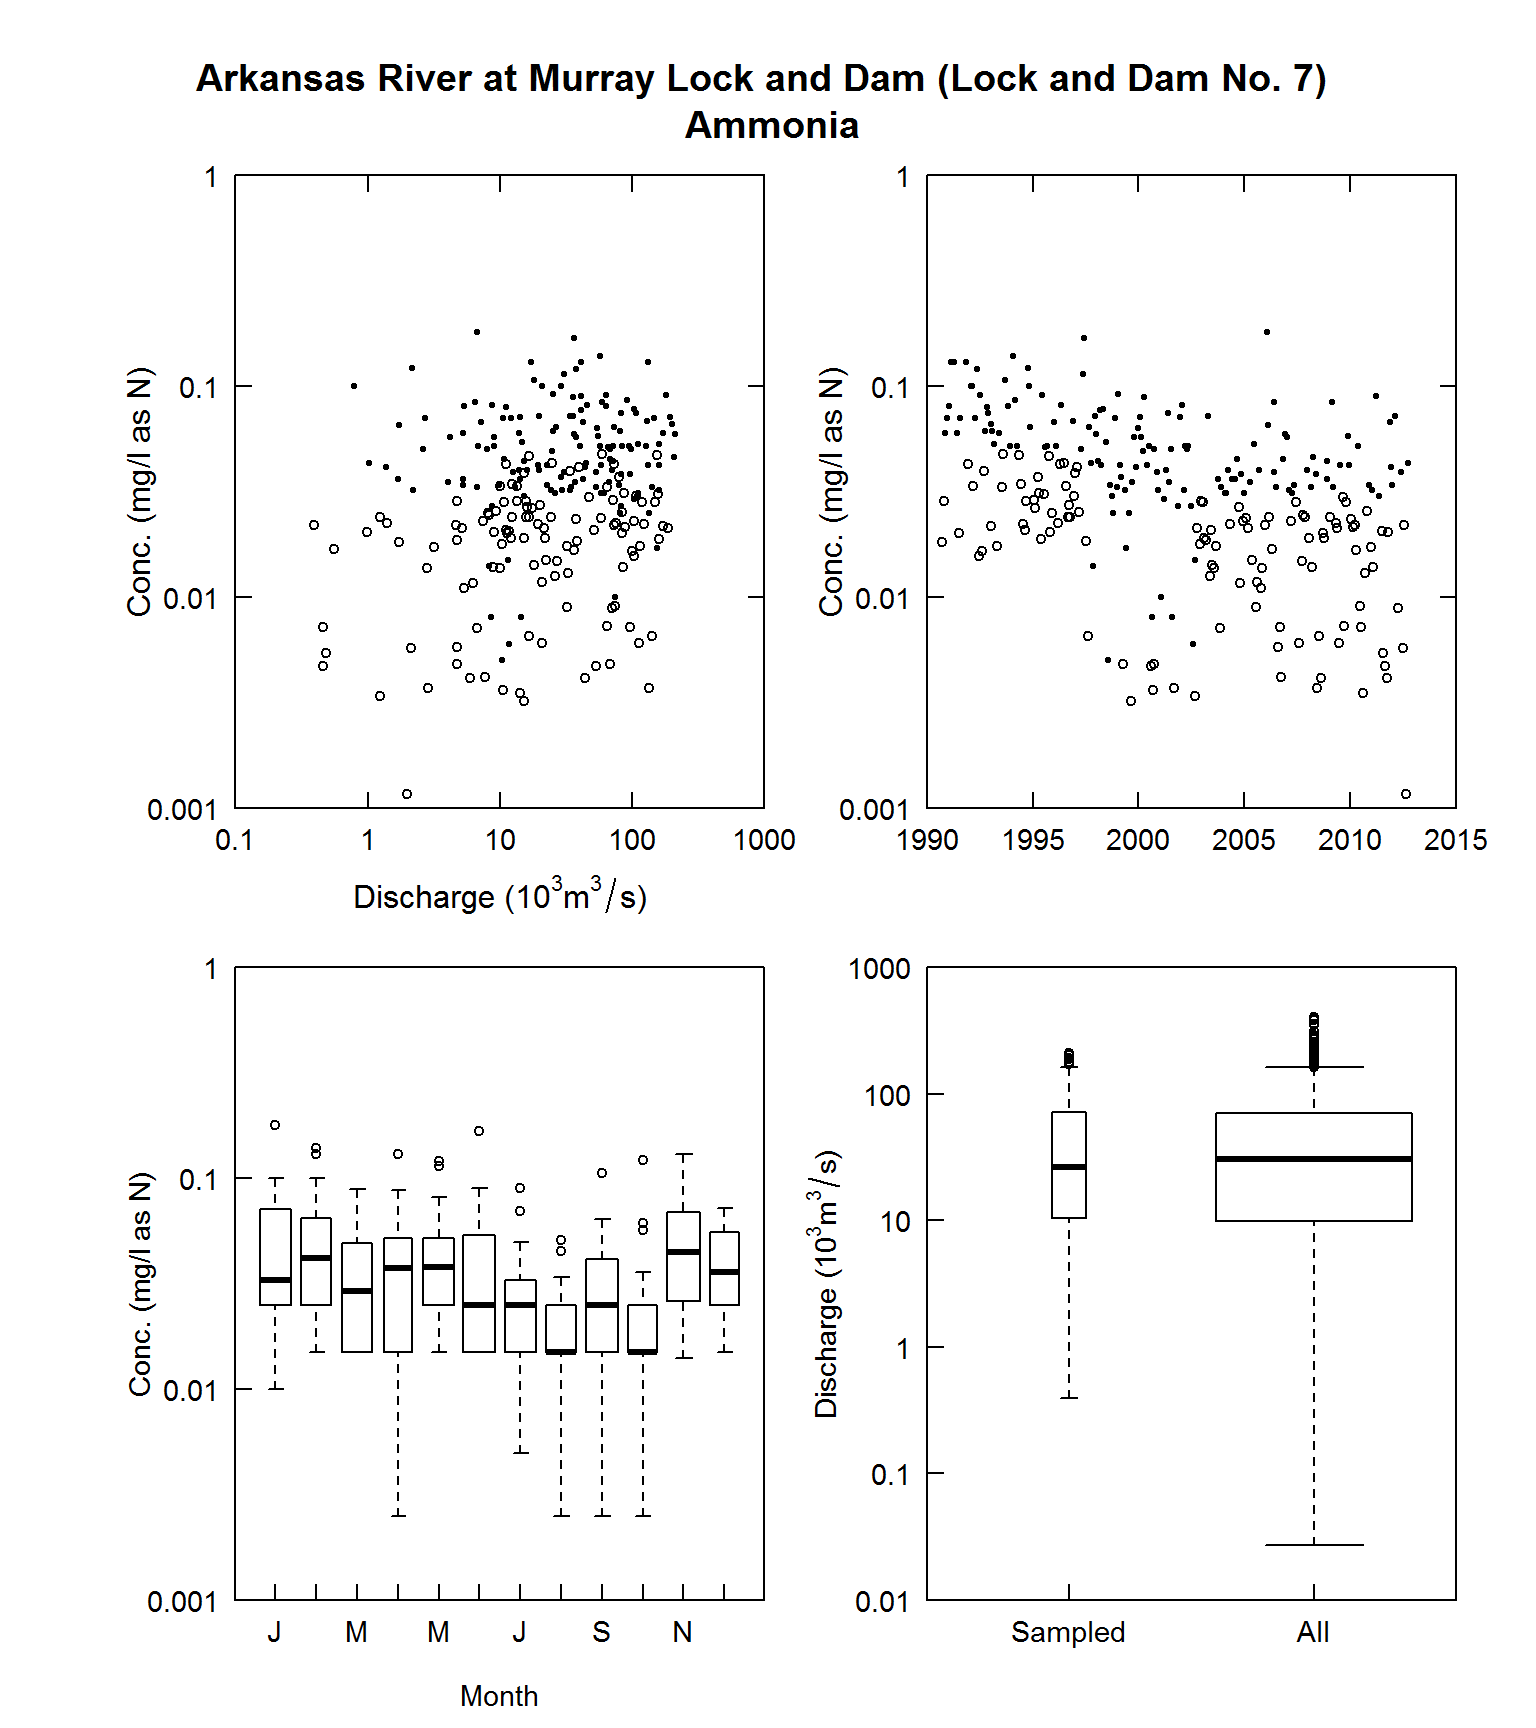 Arkansas River at Murray Lock and Dam (Lock and Dam No. 7)
Ammonia
Conc. (mg/l as N)
1
0.1
0.01
0.001
0.1 1 10 100 1000
Discharge (10³m³/s)
Conc. (mg/l as N)
1
0.1
0.01
0.001
1990 1995 2000 2005 2010 2015
Conc. (mg/l as N)
1
0.1
0.01
0.001
J M M J S N
Month
Discharge (10³m³/s)
1000
100
10
1
0.1
0.01
Sampled All